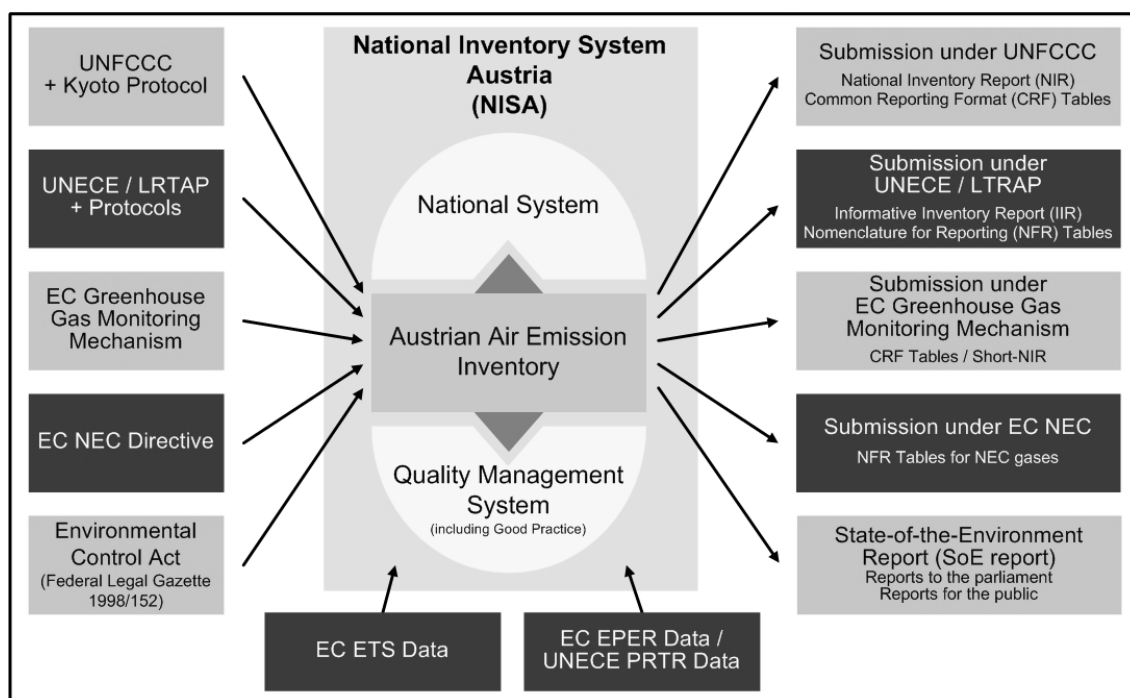 UNFCCC
+ Kyoto Protocol
UNECE / LRTAP
+ Protocols
EC Greenhouse
Gas Monitoring
Mechanism
EC NEC Directive
Environmental
Control Act
(Federal Legal Gazette
1998/152)
National Inventory System
Austria
(NISA)
National System
Austrian Air Emission
Inventory
Quality Management
System
(including Good Practice)
EC ETS Data
EC EPER Data /
UNECE PRTR Data
Submission under UNFCCC
National Inventory Report (NIR)
Common Reporting Format (CRF) Tables
Submission under
UNECE / LTRAP
Informative Inventory Report (IIR)
Nomenclature for Reporting (NFR) Tables
Submission under
EC Greenhouse Gas
Monitoring Mechanism
CRF Tables / Short-NIR
Submission under EC NEC
NFR Tables for NEC gases
State-of-the-Environment
Report (SoE report)
Reports to the parliament
Reports for the public